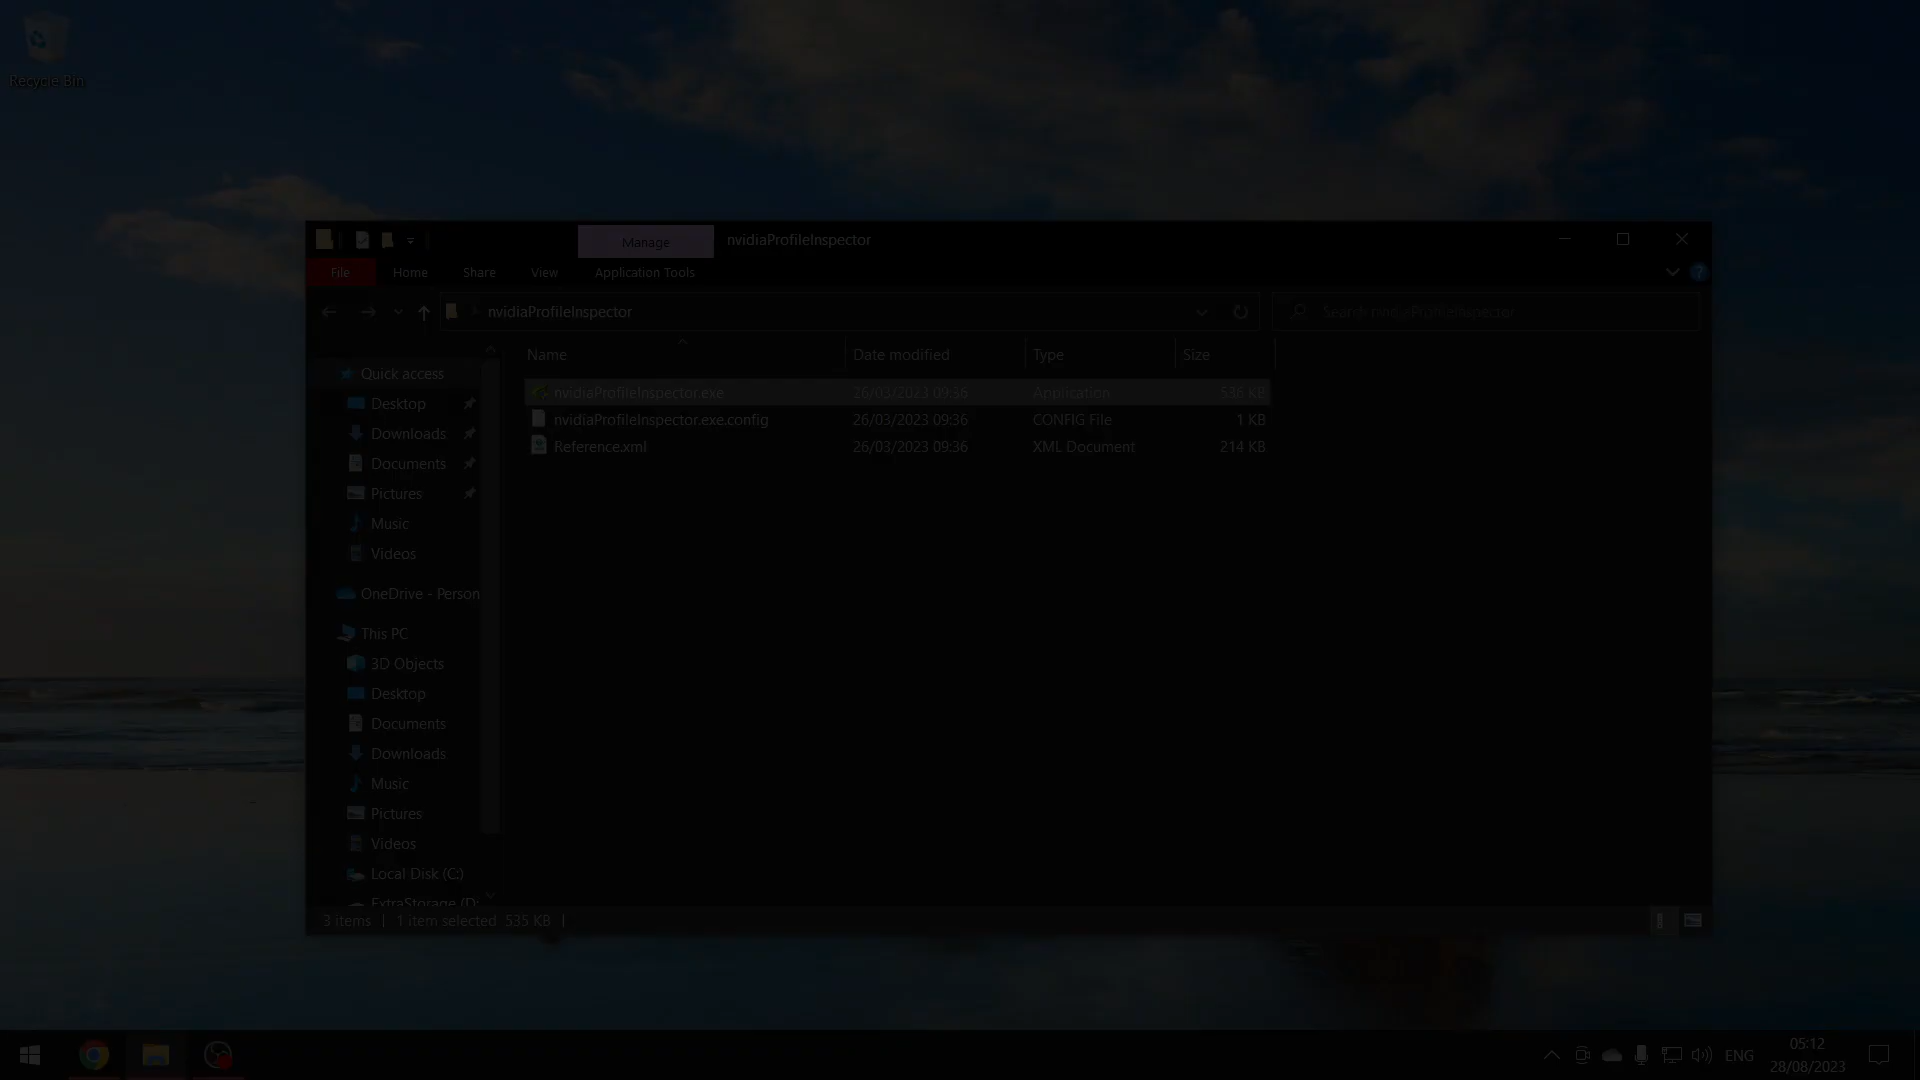 Recycle Bin
Manage
nvidiaProfileInspector
File
Home
Share
View
Application Tools
nvidiaProfileInspector
Search nvidiaProfileInspector
Name
Date modified
Type
Size
Quick access
Desktop
Downloads
Documents
Pictures
Music
Videos
OneDrive - Person
This PC
3D Objects
Desktop
Documents
Downloads
Music
Pictures
Videos
Local Disk (C:)
ExtraStorage (D:
nvidiaProfileInspector.exe 26/03/2023 09:36 Application 536 KB
nvidiaProfileInspector.exe.config 26/03/2023 09:36 CONFIG File 1 KB
Reference.xml 26/03/2023 09:36 XML Document 214 KB
3 items
1 item selected 535 KB
ENG
05:12
28/08/2023